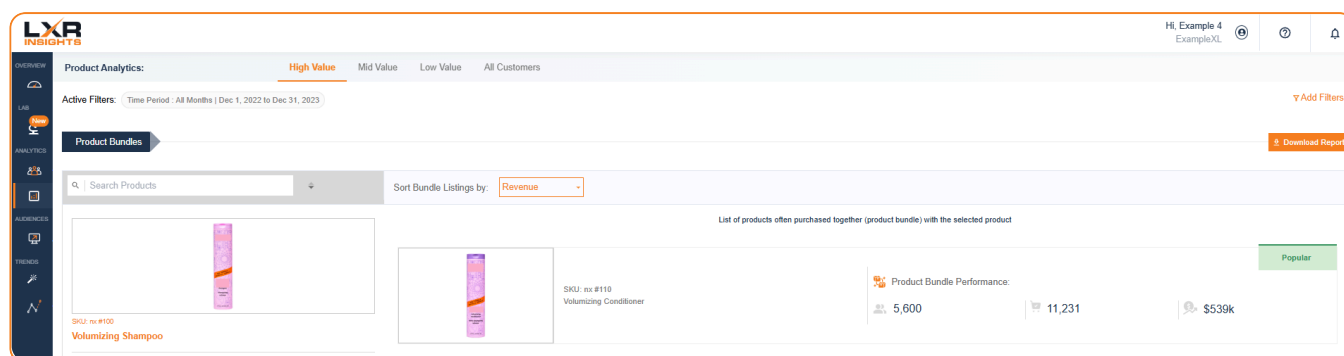 LXR
INSIGHTS
Hi, Example 4
ExampleXL
OVERVIEW
LAB
New
ANALYTICS
AUDIENCES
TRENDS
Product Analytics:
High Value
Mid Value
Low Value
All Customers
Active Filters:
Time Period : All Months | Dec 1, 2022 to Dec 31, 2023
Add Filters
Product Bundles
Download Report
Search Products
Sort Bundle Listings by:
Revenue
List of products often purchased together (product bundle) with the selected product
SKU: nx #100
Volumizing Shampoo
SKU: nx #110
Volumizing Conditioner
Popular
Product Bundle Performance:
5,600
11,231
$539k